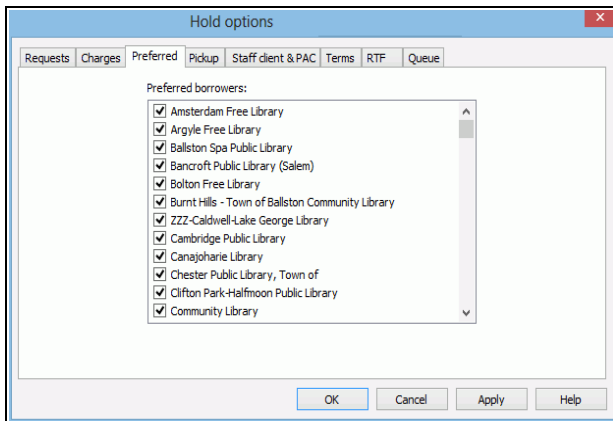 Hold options
Requests Charges Preferred Pickup Staff client & PAC Terms RTF Queue
Preferred borrowers:
Amsterdam Free Library
Argyle Free Library
Ballston Spa Public Library
Bancroft Public Library (Salem)
Bolton Free Library
Burnt Hills - Town of Ballston Community Library
ZZZ-Caldwell-Lake George Library
Cambridge Public Library
Canajoharie Library
Chester Public Library, Town of
Clifton Park-Halfmoon Public Library
Community Library
OK Cancel Apply Help